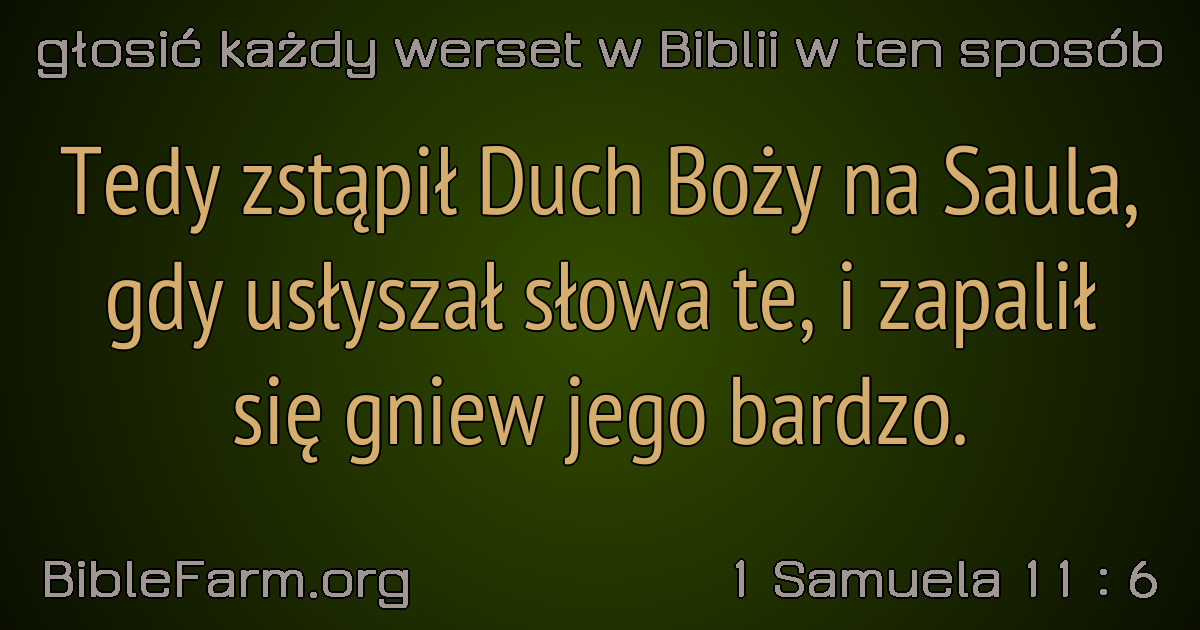 głosić każdy werset w Biblii w ten sposób
Tedy zstąpił Duch Boży na Saula,
gdy usłyszał słowa te, i zapalił
się gniew jego bardzo.
BibleFarm.org
1 Samuela 11 : 6